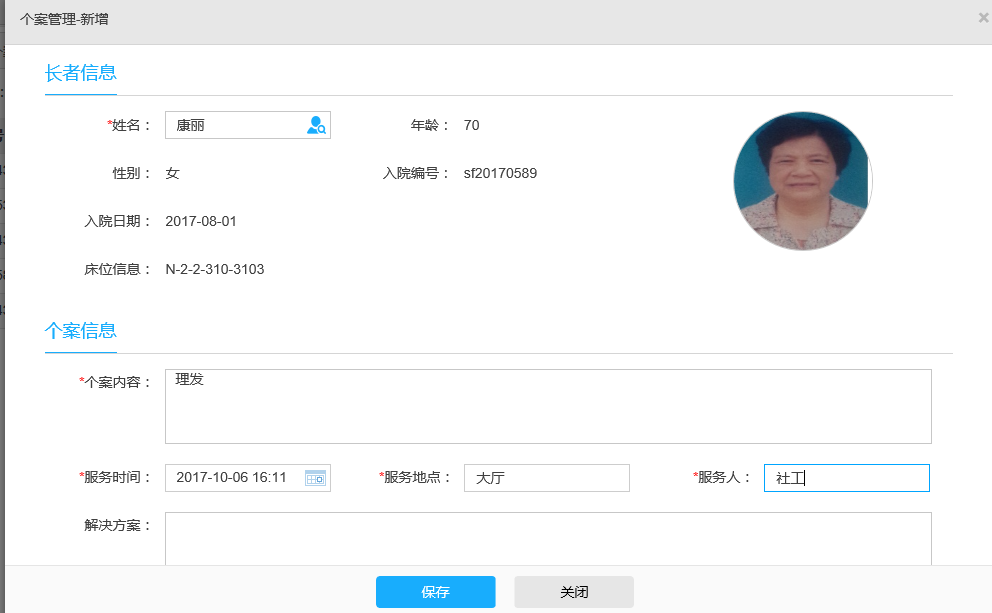 个案管理-新增
长者信息
*姓名： 康丽 年龄： 70
性别： 女 入院编号： sf20170589
入院日期： 2017-08-01
床位信息： N-2-2-310-3103
个案信息
*个案内容： 理发
*服务时间： 2017-10-06 16:11 *服务地点： 大厅 *服务人： 社工
解决方案：
保存 关闭